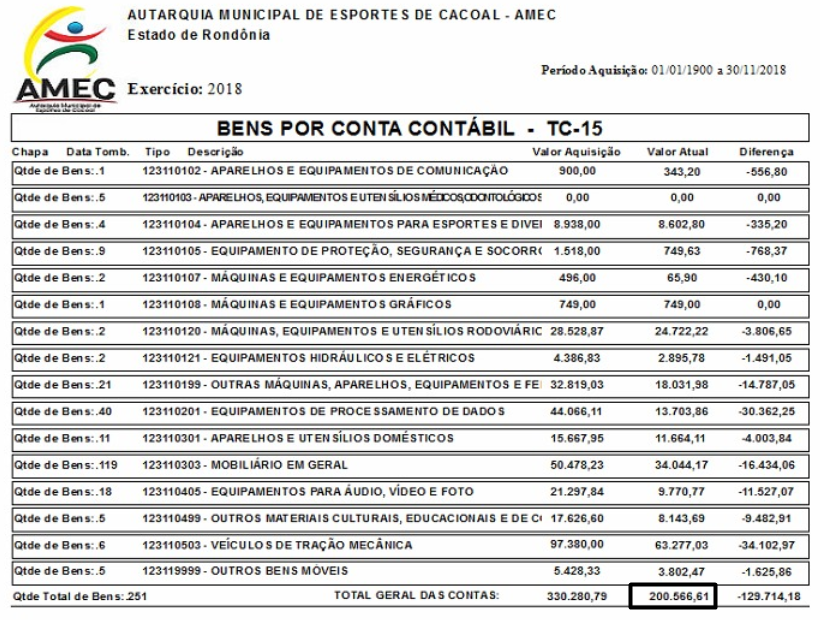 AUTARQUIA MUNICIPAL DE ESPORTES DE CACOAL - AMEC
Estado de Rondônia
Período Aquisição: 01/01/1900 a 30/11/2018
AMEC
Autarquia Municipal de
Esportes de Cacoal
Exercício: 2018
BENS POR CONTA CONTÁBIL - TC-15
Chapa Data Tomb. Tipo Descrição Valor Aquisição Valor Atual Diferença
Qtde de Bens:.1 123110102 - APARELHOS E EQUIPAMENTOS DE COMUNICAÇÃO 900,00 343,20 -556,80
Qtde de Bens:.5 123110103 - APARELHOS, EQUIPAMENTOS E UTENSÍLIOS MÉDICOS,ODONTOLÓGICOS 0,00 0,00 0,00
Qtde de Bens:.4 123110104 - APARELHOS E EQUIPAMENTOS PARA ESPORTES E DIVE 8.938,00 8.602,80 -335,20
Qtde de Bens:.9 123110105 - EQUIPAMENTO DE PROTEÇÃO, SEGURANÇA E SOCORRO 1.518,00 749,63 -768,37
Qtde de Bens:.2 123110107 - MÁQUINAS E EQUIPAMENTOS ENERGÉTICOS 496,00 65,90 -430,10
Qtde de Bens:.1 123110108 - MÁQUINAS E EQUIPAMENTOS GRÁFICOS 749,00 749,00 0,00
Qtde de Bens:.2 123110120 - MÁQUINAS, EQUIPAMENTOS E UTENSÍLIOS RODOVIÁRIC 28.528,87 24.722,22 -3.806,65
Qtde de Bens:.2 123110121 - EQUIPAMENTOS HIDRÁULICOS E ELÉTRICOS 4.386,83 2.895,78 -1.491,05
Qtde de Bens:.21 123110199 - OUTRAS MÁQUINAS, APARELHOS, EQUIPAMENTOS E FE 32.819,03 18.031,98 -14.787,05
Qtde de Bens:.40 123110201 - EQUIPAMENTOS DE PROCESSAMENTO DE DADOS 44.066,11 13.703,86 -30.362,25
Qtde de Bens:.11 123110301 - APARELHOS E UTENSÍLIOS DOMÉSTICOS 15.667,95 11.664,11 -4.003,84
Qtde de Bens:.119 123110303 - MOBILIÁRIO EM GERAL 50.478,23 34.044,17 -16.434,06
Qtde de Bens:.18 123110405 - EQUIPAMENTOS PARA ÁUDIO, VÍDEO E FOTO 21.297,84 9.770,77 -11.527,07
Qtde de Bens:.5 123110499 - OUTROS MATERIAIS CULTURAIS, EDUCACIONAIS E DE C 17.626,60 8.143,69 -9.482,91
Qtde de Bens:.6 123110503 - VEÍCULOS DE TRAÇÃO MECÂNICA 97.380,00 63.277,03 -34.102,97
Qtde de Bens:.5 123119999 - OUTROS BENS MÓVEIS 5.428,33 3.802,47 -1.625,86
Qtde Total de Bens:.251 TOTAL GERAL DAS CONTAS: 330.280,79 200.566,61 -129.714,18